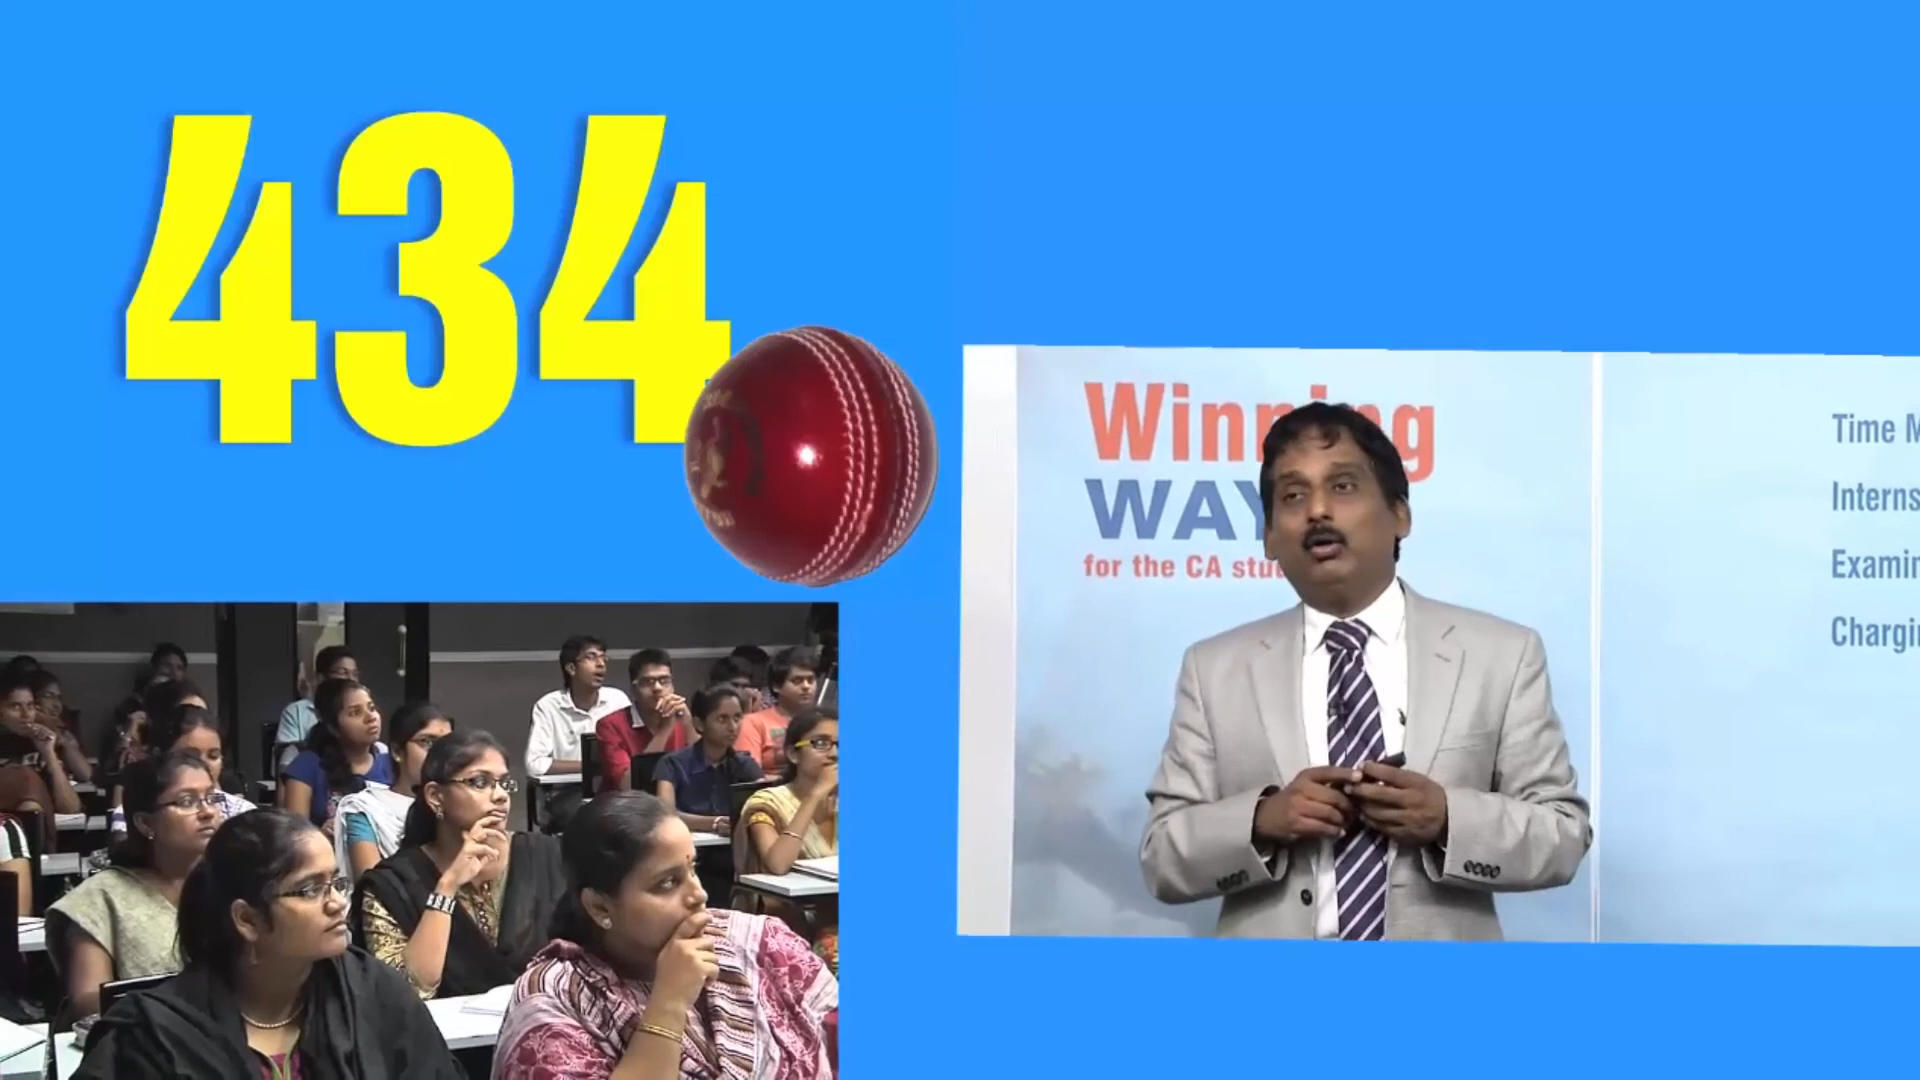 434
Winning
WAY
for the CA stu
Time M
Interns
Examin
Chargi